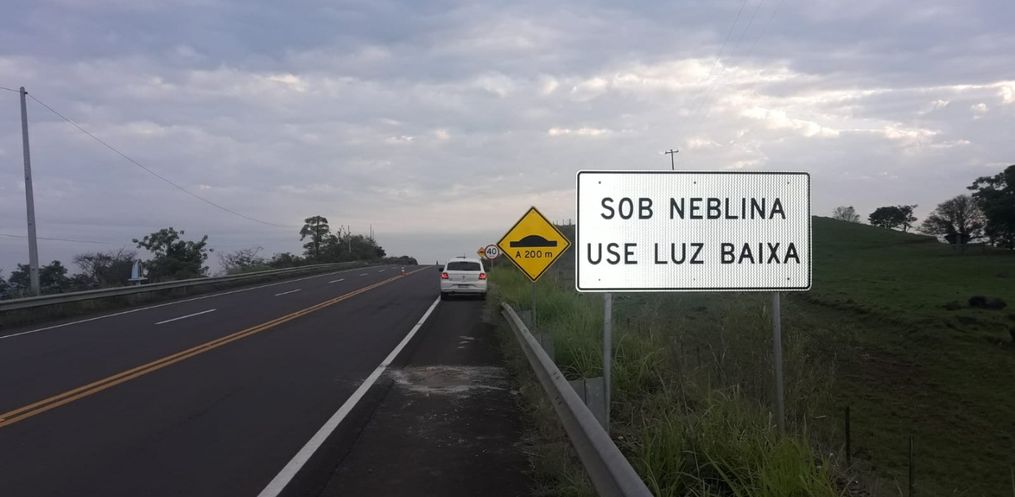 SOB NEBLINA
USE LUZ BAIXA
A 200 m
40